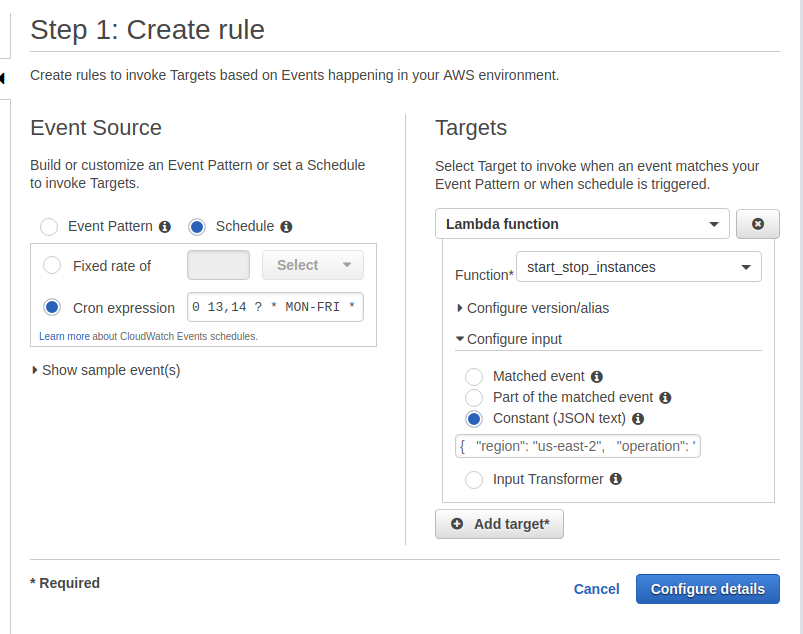 Step 1: Create rule
Create rules to invoke Targets based on Events happening in your AWS environment.
Event Source
Build or customize an Event Pattern or set a Schedule
to invoke Targets.
Event Pattern
Schedule
Fixed rate of
Select
Cron expression
0 13,14 ? * MON-FRI *
Learn more about CloudWatch Events schedules.
Show sample event(s)
Targets
Select Target to invoke when an event matches your
Event Pattern or when schedule is triggered.
Lambda function
Function*
start_stop_instances
Configure version/alias
Configure input
Matched event
Part of the matched event
Constant (JSON text)
{   "region": "us-east-2",   "operation": '
Input Transformer
Add target*
* Required
Cancel
Configure details